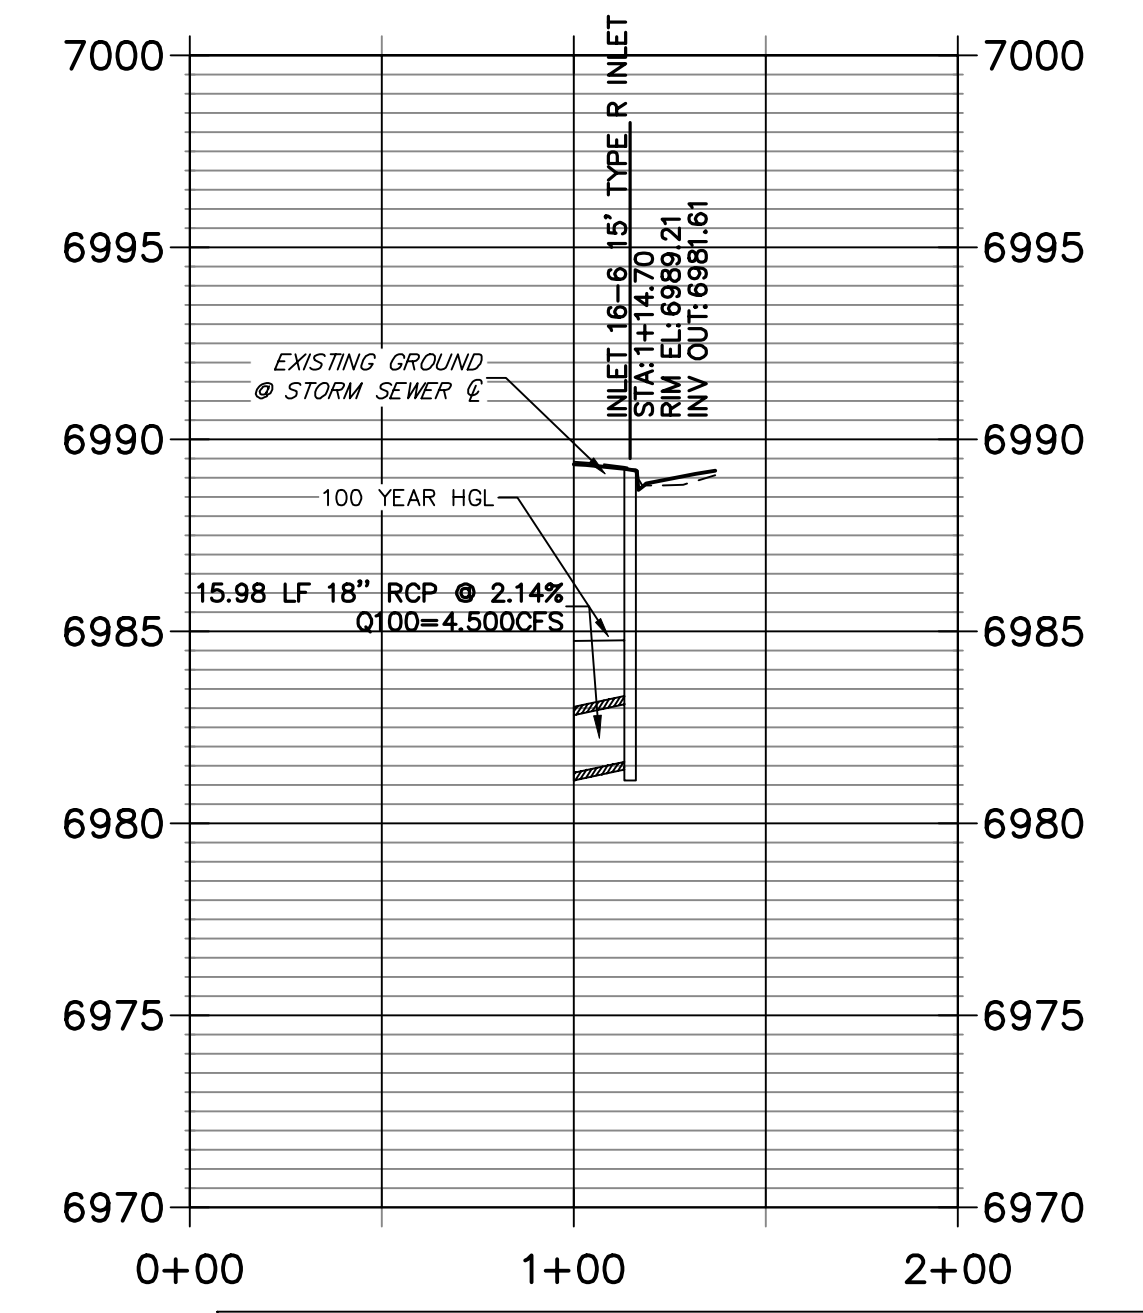 7000 7000
INLET 16-6 15' TYPE R INLET
STA: 1+14.70
RIM EL: 6989.21
INV OUT: 6981.61
6995 6995
EXISTING GROUND
@ STORM SEWER ℄
6990 6990
100 YEAR HGL
15.98 LF 18" RCP @ 2.14%
Q100=4.500CFS
6985 6985
6980 6980
6975 6975
6970 6970
0+00 1+00 2+00